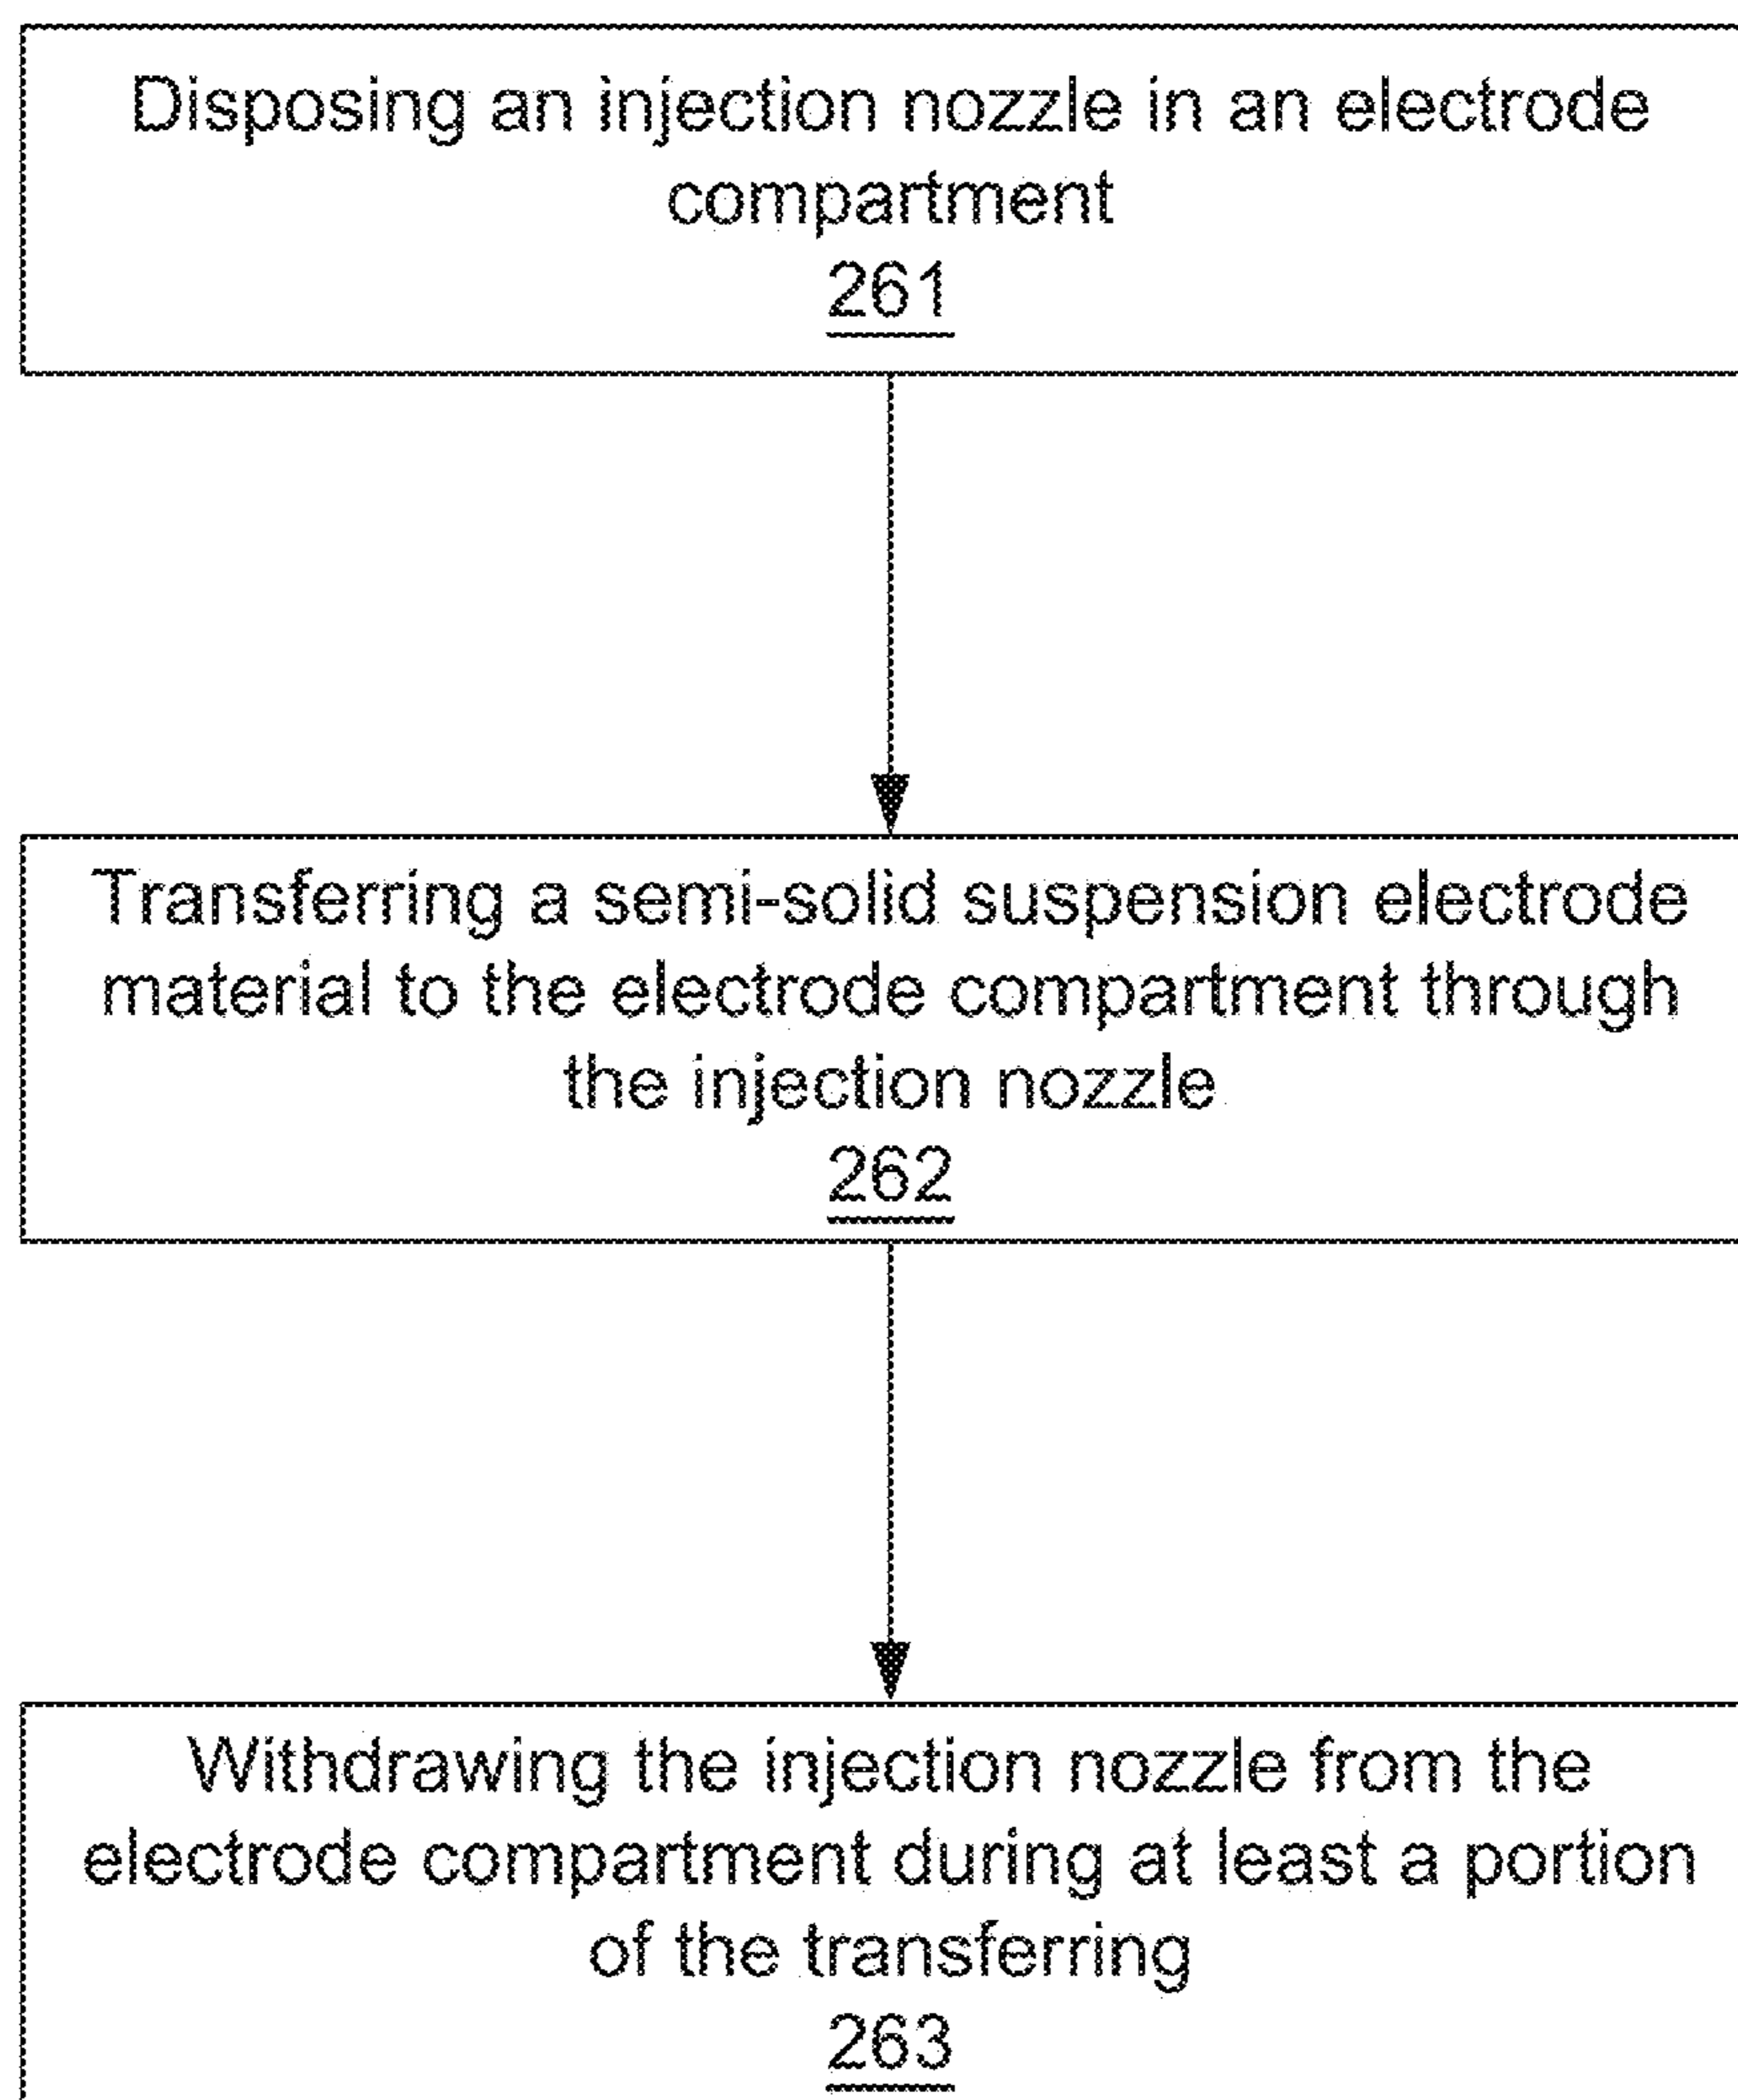 Disposing an injection nozzle in an electrode
compartment
261
Transferring a semi-solid suspension electrode
material to the electrode compartment through
the injection nozzle
262
Withdrawing the injection nozzle from the
electrode compartment during at least a portion
of the transferring
263